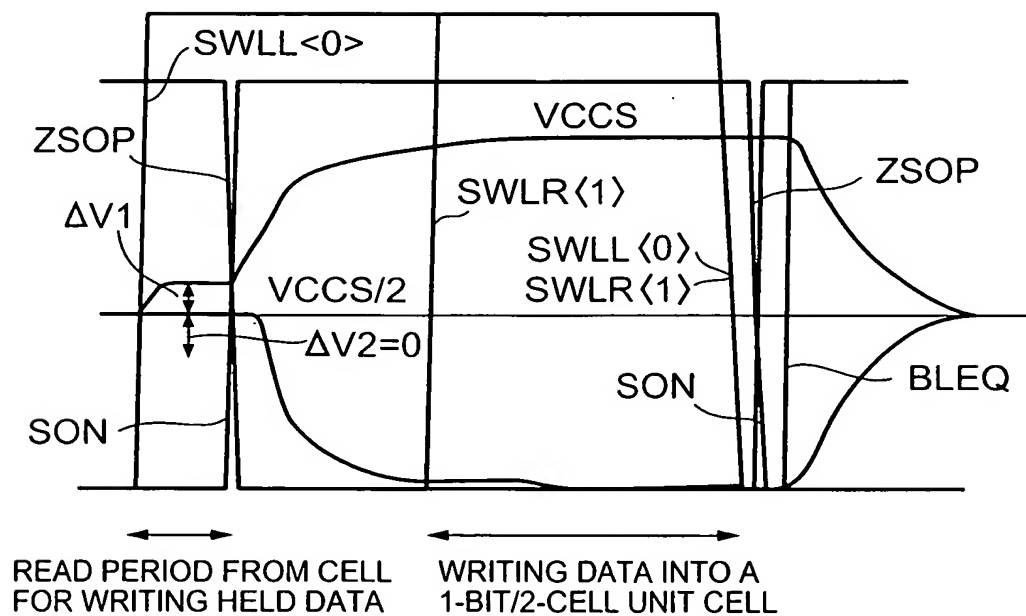 SWLL<0>
VCCS
ZSOP
ZSOP
ΔV1
SWLR⟨1⟩
SWLL⟨0⟩
SWLR⟨1⟩
VCCS/2
ΔV2=0
SON
SON
BLEQ
READ PERIOD FROM CELL
FOR WRITING HELD DATA
WRITING DATA INTO A
1-BIT/2-CELL UNIT CELL